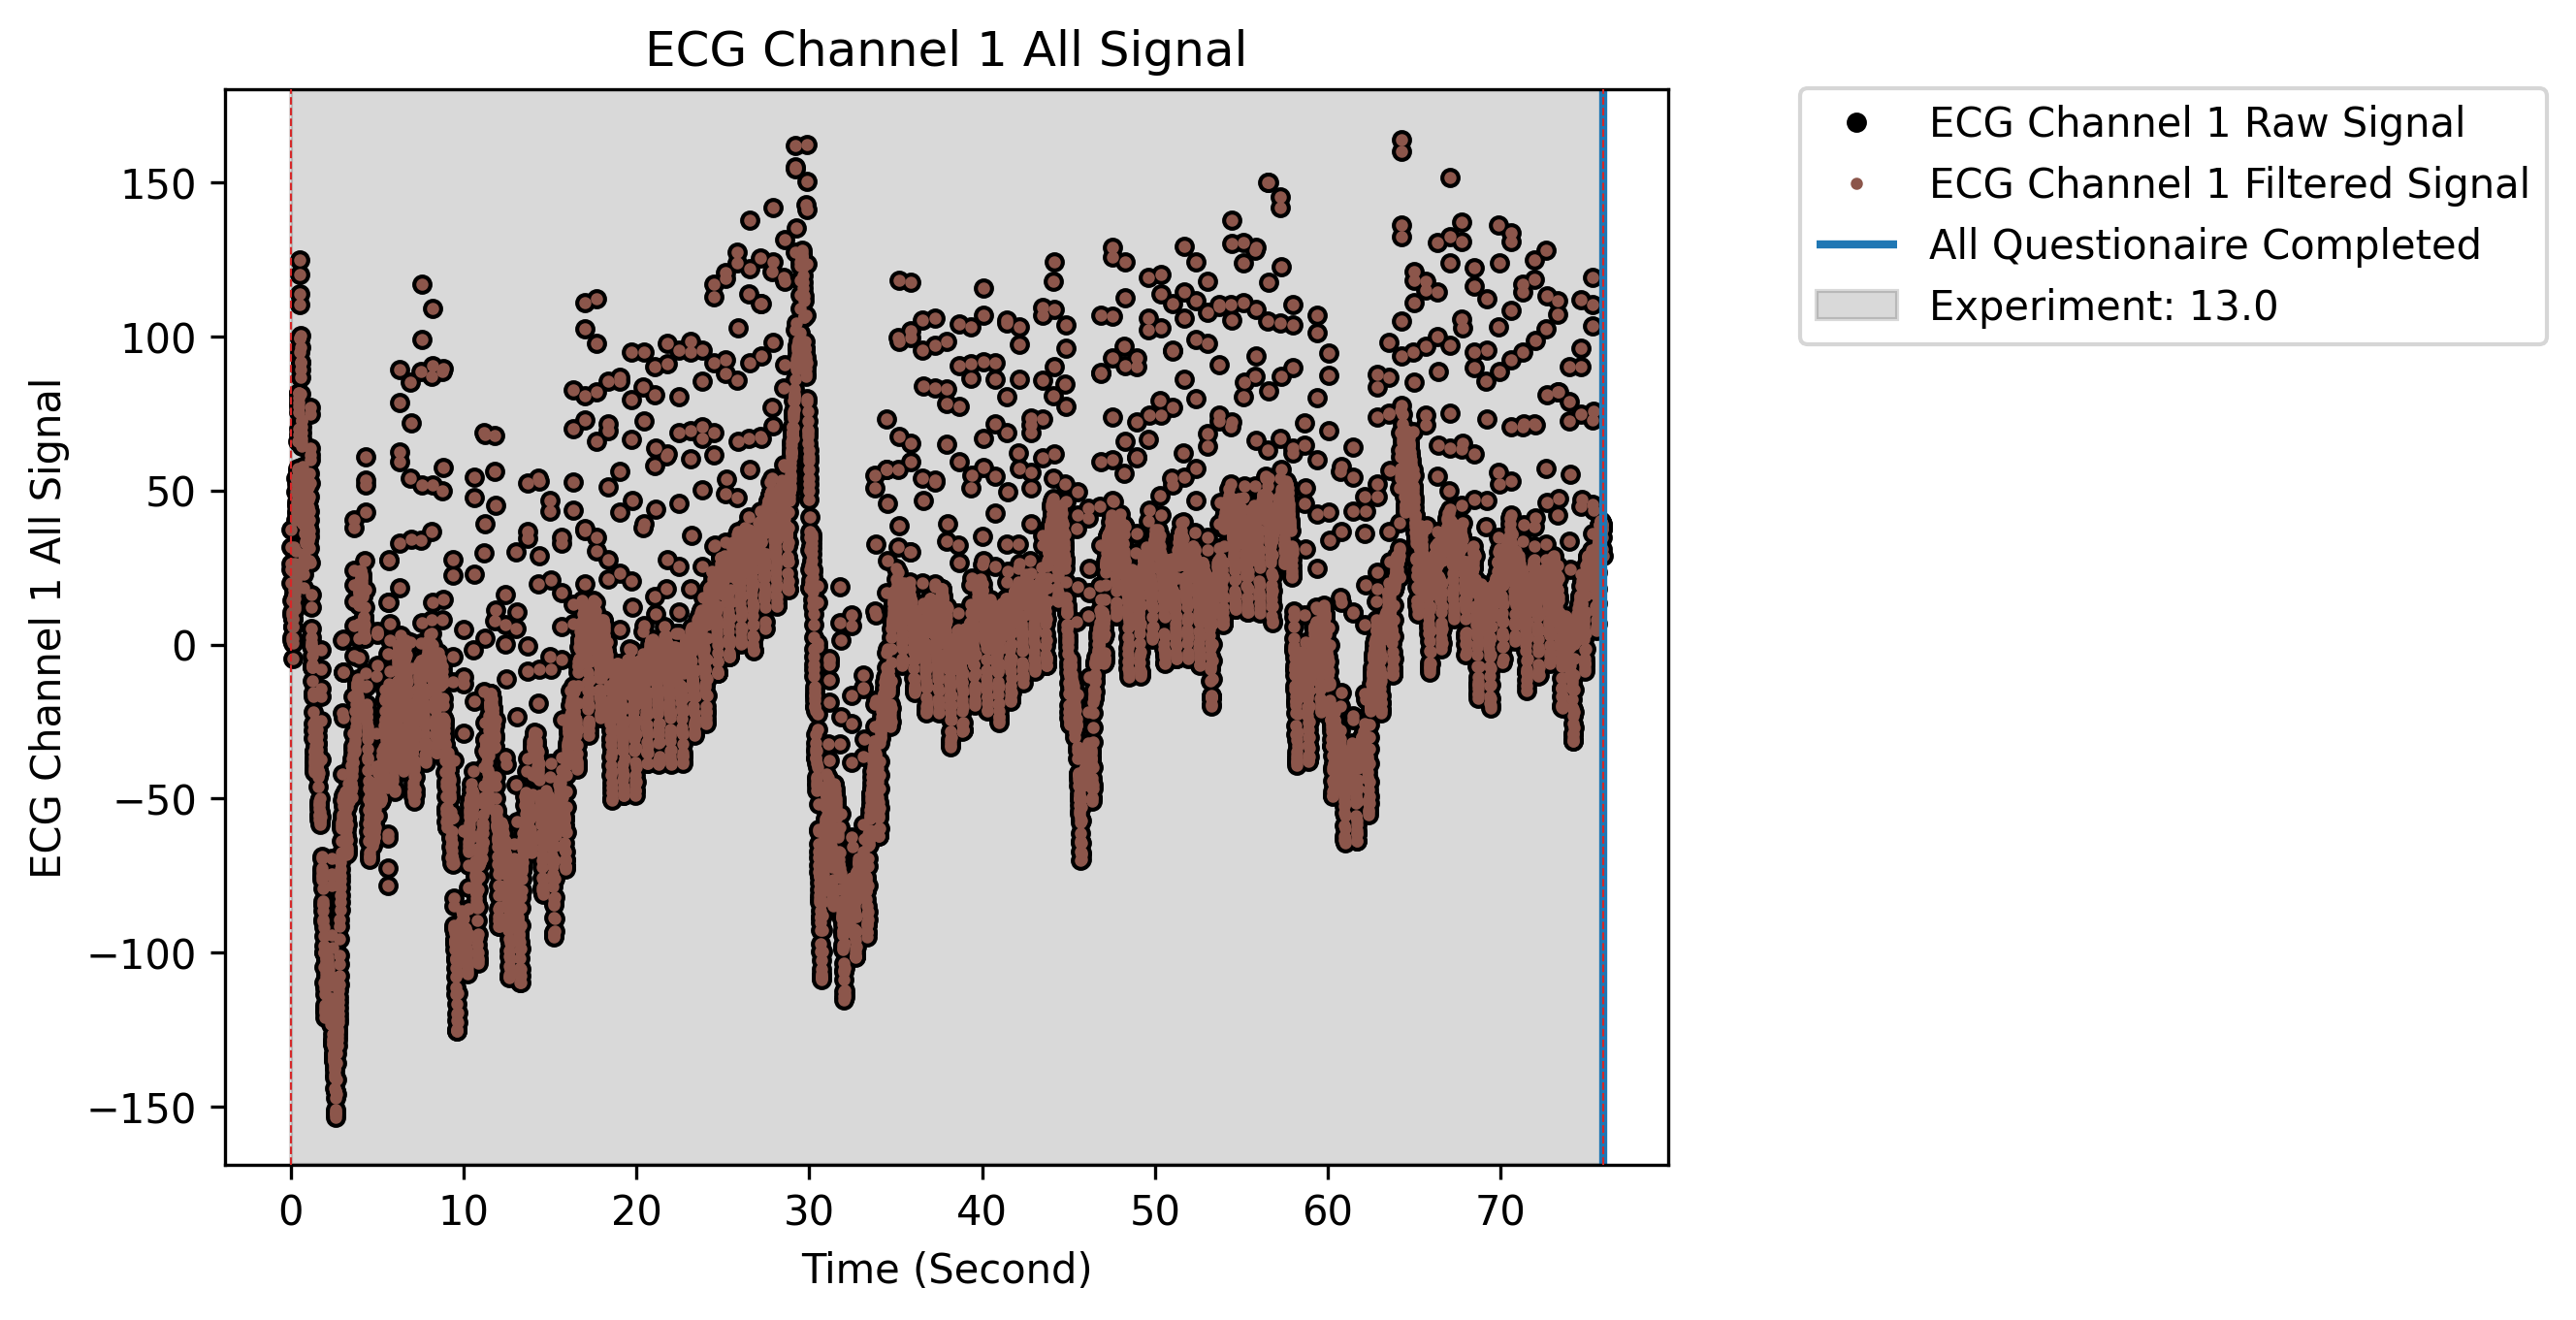 ECG Channel 1 All Signal
ECG Channel 1 Raw Signal
ECG Channel 1 Filtered Signal
All Questionaire Completed
Experiment: 13.0
ECG Channel 1 All Signal
150
100
50
0
−50
−100
−150
0 10 20 30 40 50 60 70
Time (Second)